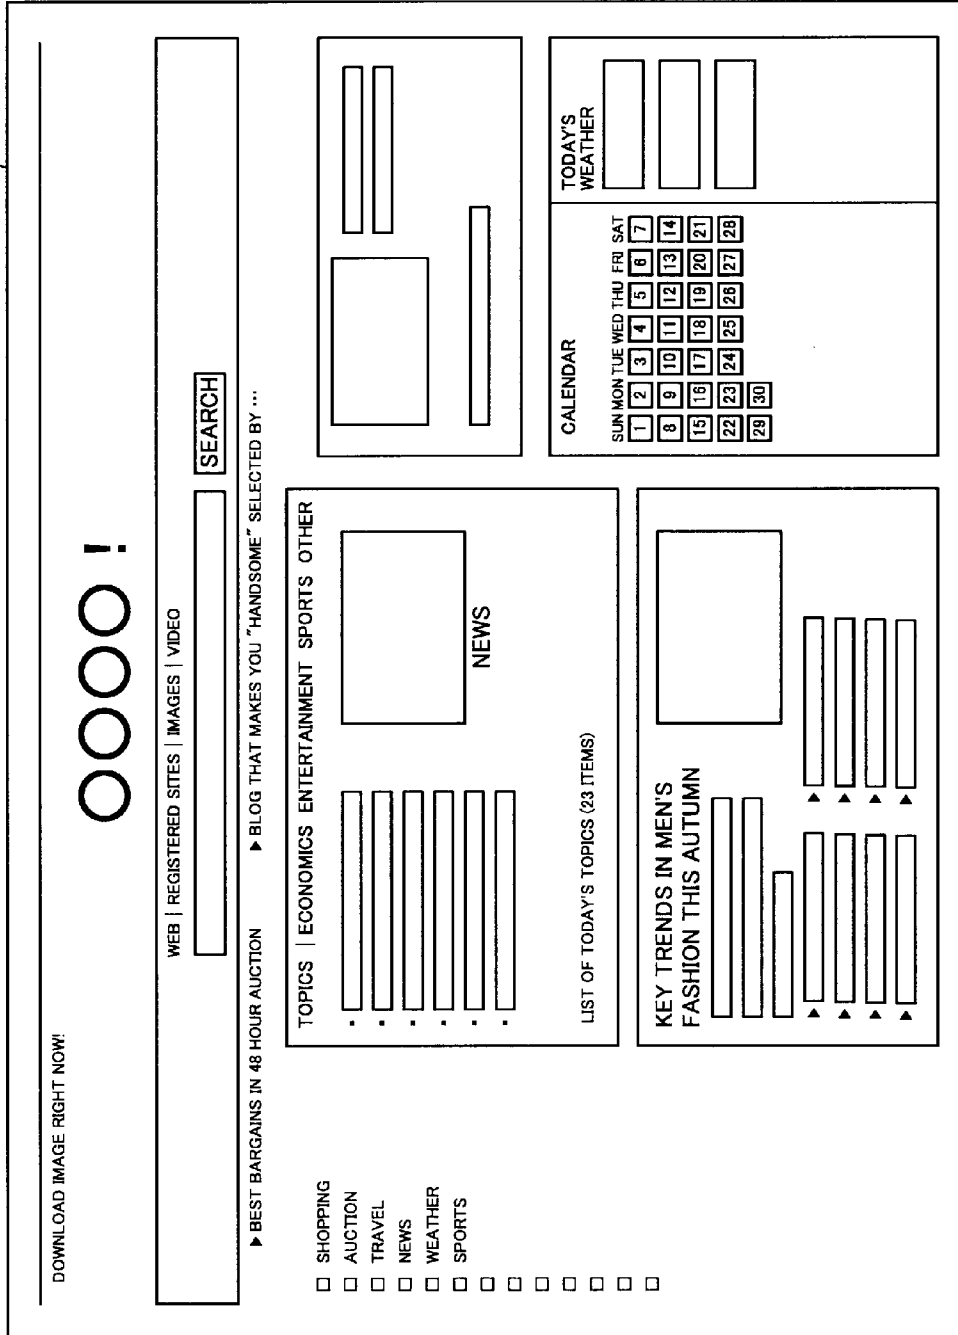 DOWNLOAD IMAGE RIGHT NOW!
OOOO !
WEB | REGISTERED SITES | IMAGES | VIDEO
SEARCH
▶ BEST BARGAINS IN 48 HOUR AUCTION ▶ BLOG THAT MAKES YOU "HANDSOME" SELECTED BY ...
SHOPPING
AUCTION
TRAVEL
NEWS
WEATHER
SPORTS
TOPICS | ECONOMICS ENTERTAINMENT SPORTS OTHER
NEWS
LIST OF TODAY'S TOPICS (23 ITEMS)
KEY TRENDS IN MEN'S
FASHION THIS AUTUMN
CALENDAR
SUN MON TUE WED THU FRI SAT
1 2 3 4 5 6 7
8 9 10 11 12 13 14
15 16 17 18 19 20 21
22 23 24 25 26 27 28
29 30
TODAY'S
WEATHER